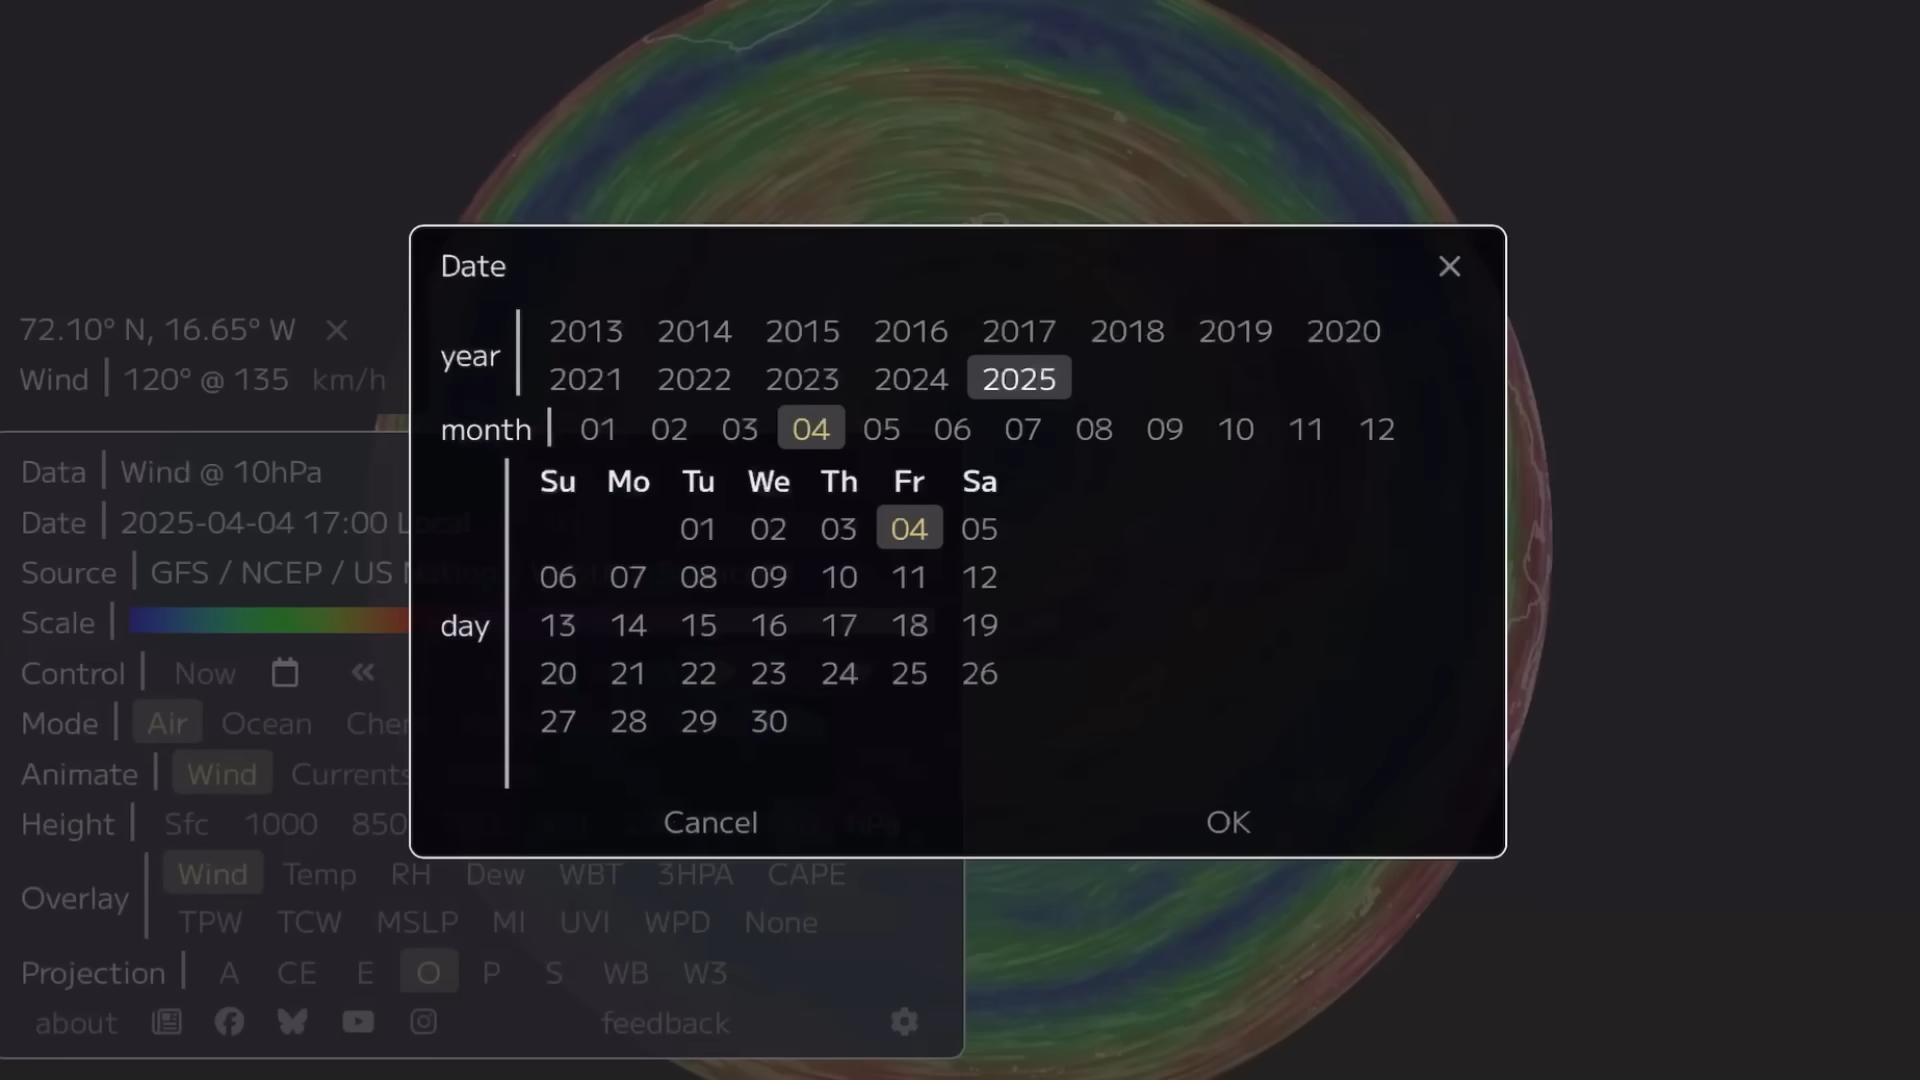 Date
year
2013 2014 2015 2016 2017 2018 2019 2020
2021 2022 2023 2024 2025
month 01 02 03 04 05 06 07 08 09 10 11 12
Su Mo Tu We Th Fr Sa
01 02 03 04 05
06 07 08 09 10 11 12
day 13 14 15 16 17 18 19
20 21 22 23 24 25 26
27 28 29 30
Cancel OK
72.10° N, 16.65° W
Wind 120° @ 135 km/h
Data Wind @ 10hPa
Date 2025-04-04 17:00 Local
Source GFS / NCEP / US
Scale
Control Now «
Mode Air Ocean
Animate Wind Currents
Height Sfc 1000 850 hPa
Overlay
Wind Temp RH Dew WBT 3HPA CAPE
TPW TCW MSLP MI UVI WPD None
Projection A CE E O P S WB W3
about feedback